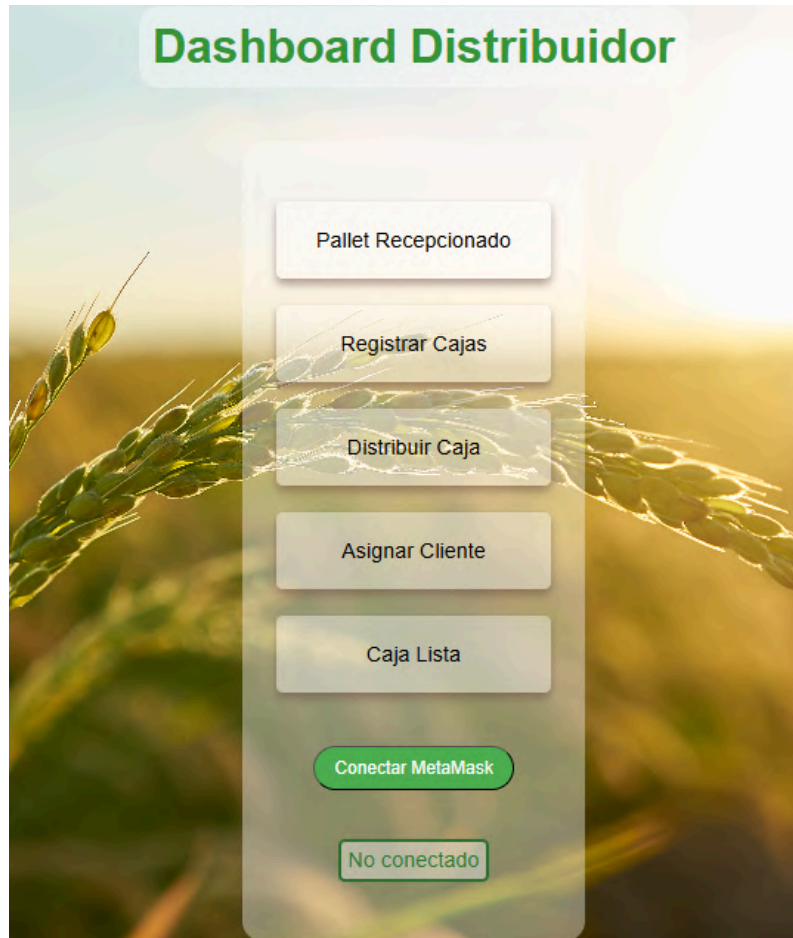 Dashboard Distribuidor
Pallet Recepcionado
Registrar Cajas
Distribuir Caja
Asignar Cliente
Caja Lista
Conectar MetaMask
No conectado